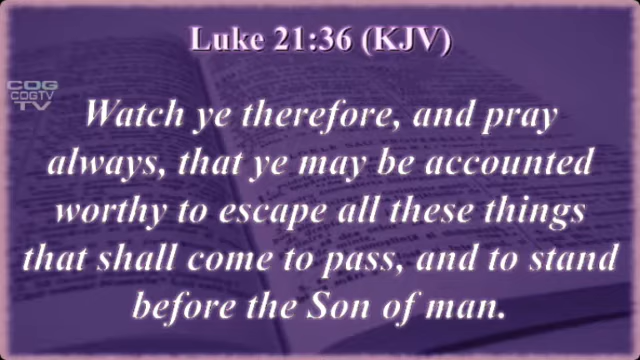 Luke 21:36 (KJV)
COG
COGTV
TV
Watch ye therefore, and pray
always, that ye may be accounted
worthy to escape all these things
that shall come to pass, and to stand
before the Son of man.